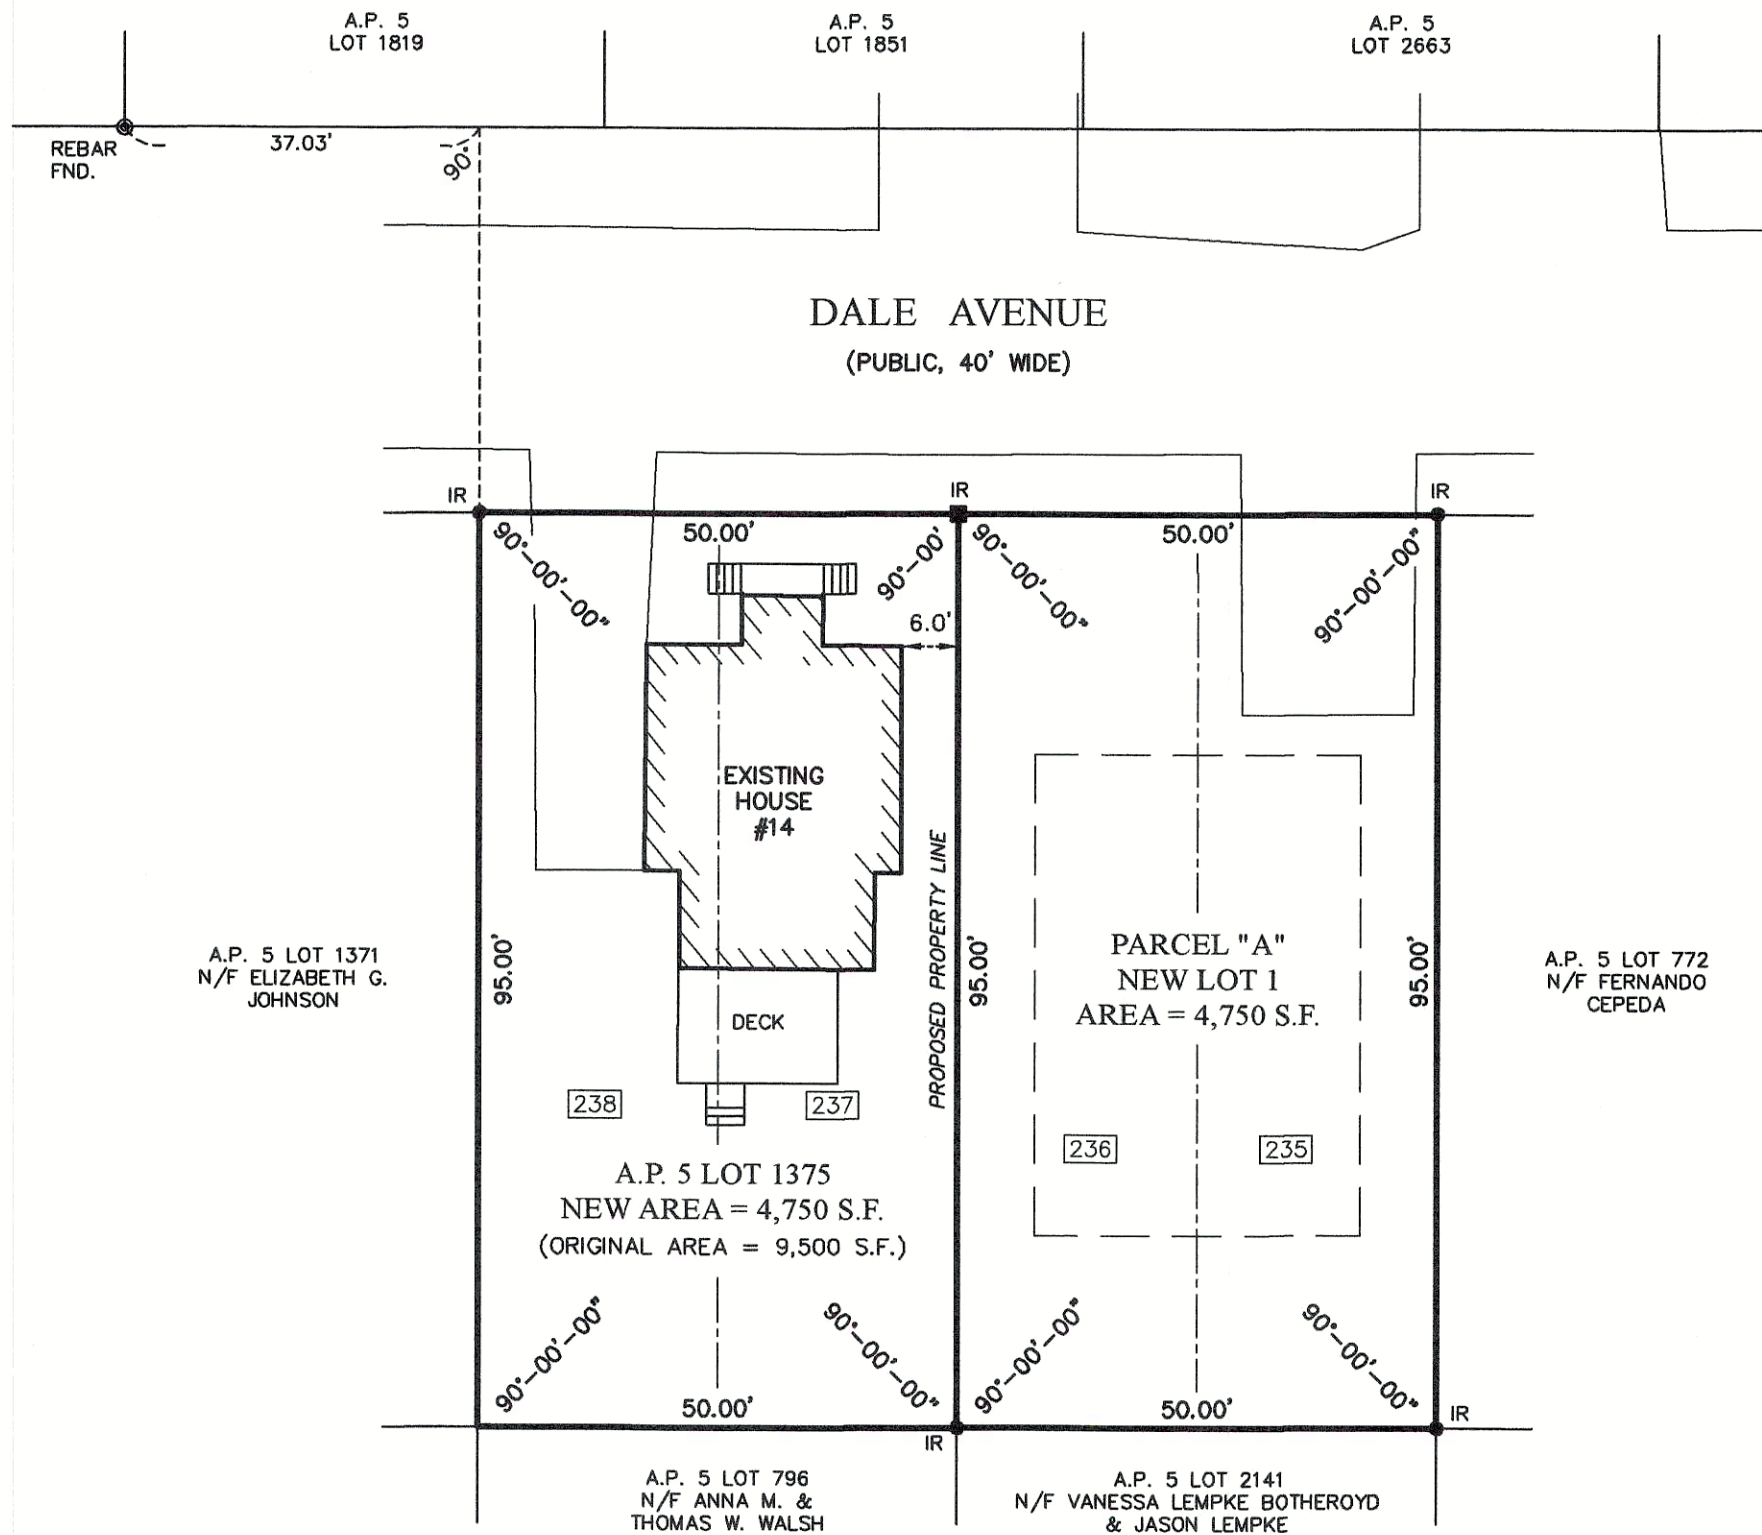 A.P. 5
LOT 1819
A.P. 5
LOT 1851
A.P. 5
LOT 2663
REBAR
FND.
37.03'
90°
DALE AVENUE
(PUBLIC, 40' WIDE)
IR
IR
IR
50.00'
50.00'
90°-00'-00"
90°-00'
90°-00'-00"
90°-00'-00"
6.0'
EXISTING
HOUSE
#14
PROPOSED PROPERTY LINE
A.P. 5 LOT 1371
N/F ELIZABETH G.
JOHNSON
95.00'
95.00'
PARCEL "A"
NEW LOT 1
AREA = 4,750 S.F.
95.00'
A.P. 5 LOT 772
N/F FERNANDO
CEPEDA
DECK
238
237
236
235
A.P. 5 LOT 1375
NEW AREA = 4,750 S.F.
(ORIGINAL AREA = 9,500 S.F.)
90°-00'-00"
90°-00'-00"
90°-00'-00"
90°-00'-00"
50.00'
50.00'
IR
IR
A.P. 5 LOT 796
N/F ANNA M. &
THOMAS W. WALSH
A.P. 5 LOT 2141
N/F VANESSA LEMPKE BOTHEROYD
& JASON LEMPKE